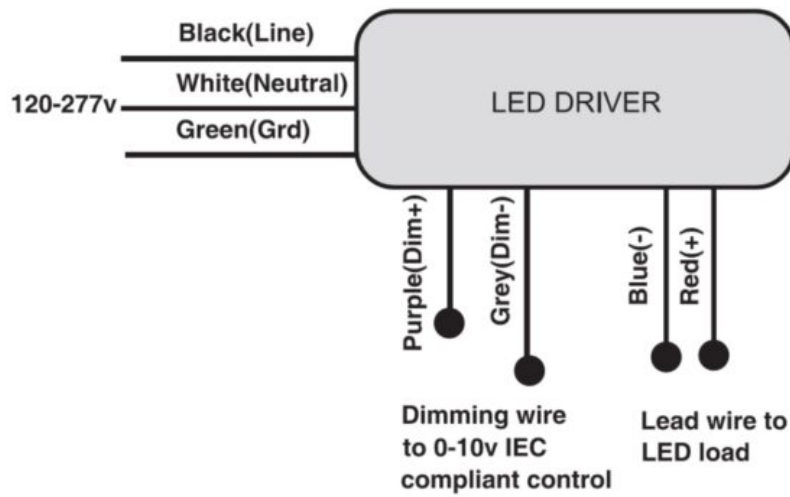 Black(Line)
White(Neutral)
120-277v
Green(Grd)
LED DRIVER
Purple(Dim+)
Grey(Dim-)
Blue(-)
Red(+)
Dimming wire
to 0-10v IEC
compliant control
Lead wire to
LED load